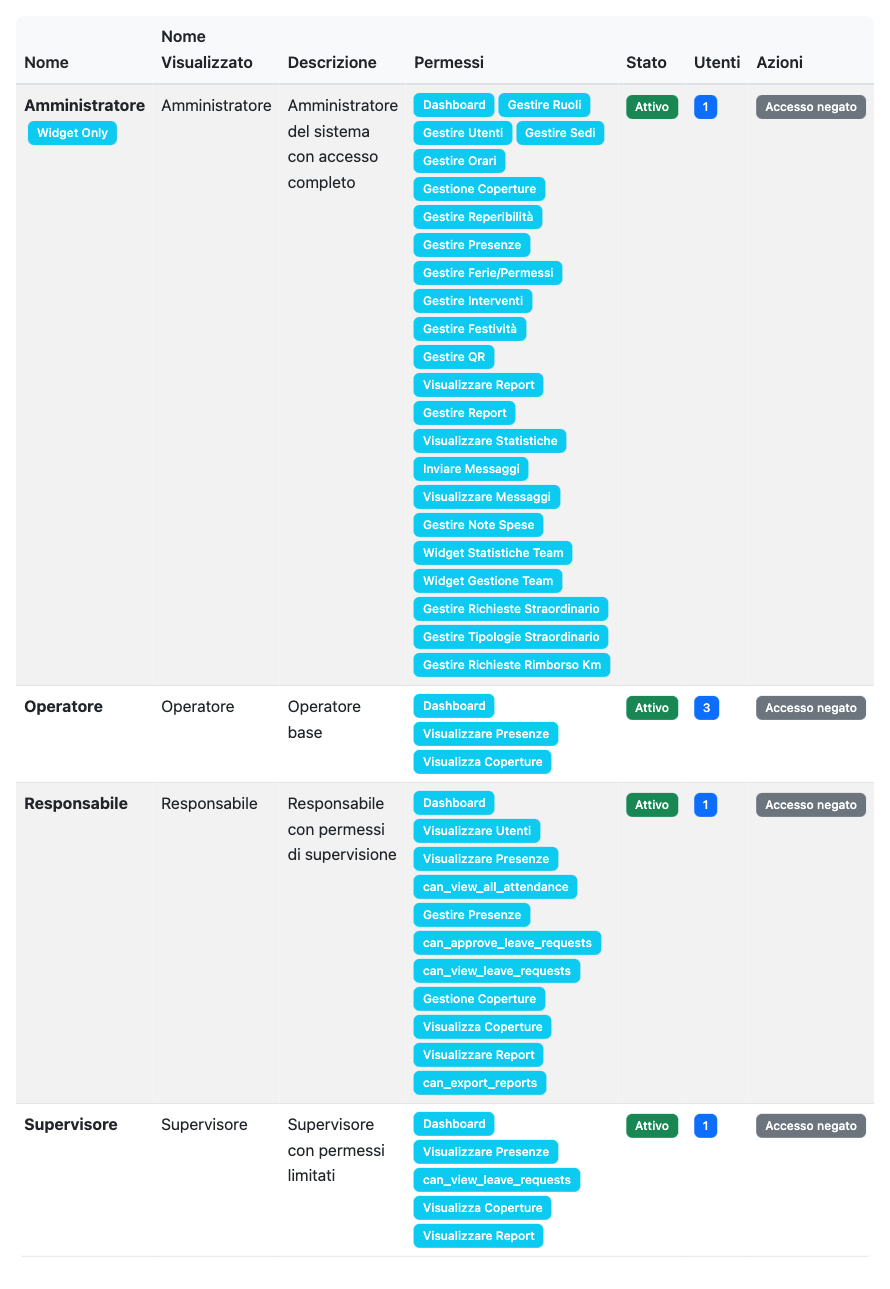 Nome
Nome Visualizzato
Descrizione
Permessi
Stato
Utenti
Azioni
Amministratore
Widget Only
Amministratore
Amministratore
del sistema
con accesso
completo
Dashboard
Gestire Ruoli
Gestire Utenti
Gestire Sedi
Gestire Orari
Gestione Coperture
Gestire Reperibilità
Gestire Presenze
Gestire Ferie/Permessi
Gestire Interventi
Gestire Festività
Gestire QR
Visualizzare Report
Gestire Report
Visualizzare Statistiche
Inviare Messaggi
Visualizzare Messaggi
Gestire Note Spese
Widget Statistiche Team
Widget Gestione Team
Gestire Richieste Straordinario
Gestire Tipologie Straordinario
Gestire Richieste Rimborso Km
Attivo
1
Accesso negato
Operatore
Operatore
Operatore
base
Dashboard
Visualizzare Presenze
Visualizza Coperture
Attivo
3
Accesso negato
Responsabile
Responsabile
Responsabile
con permessi
di supervisione
Dashboard
Visualizzare Utenti
Visualizzare Presenze
can_view_all_attendance
Gestire Presenze
can_approve_leave_requests
can_view_leave_requests
Gestione Coperture
Visualizza Coperture
Visualizzare Report
can_export_reports
Attivo
1
Accesso negato
Supervisore
Supervisore
Supervisore
con permessi
limitati
Dashboard
Visualizzare Presenze
can_view_leave_requests
Visualizza Coperture
Visualizzare Report
Attivo
1
Accesso negato